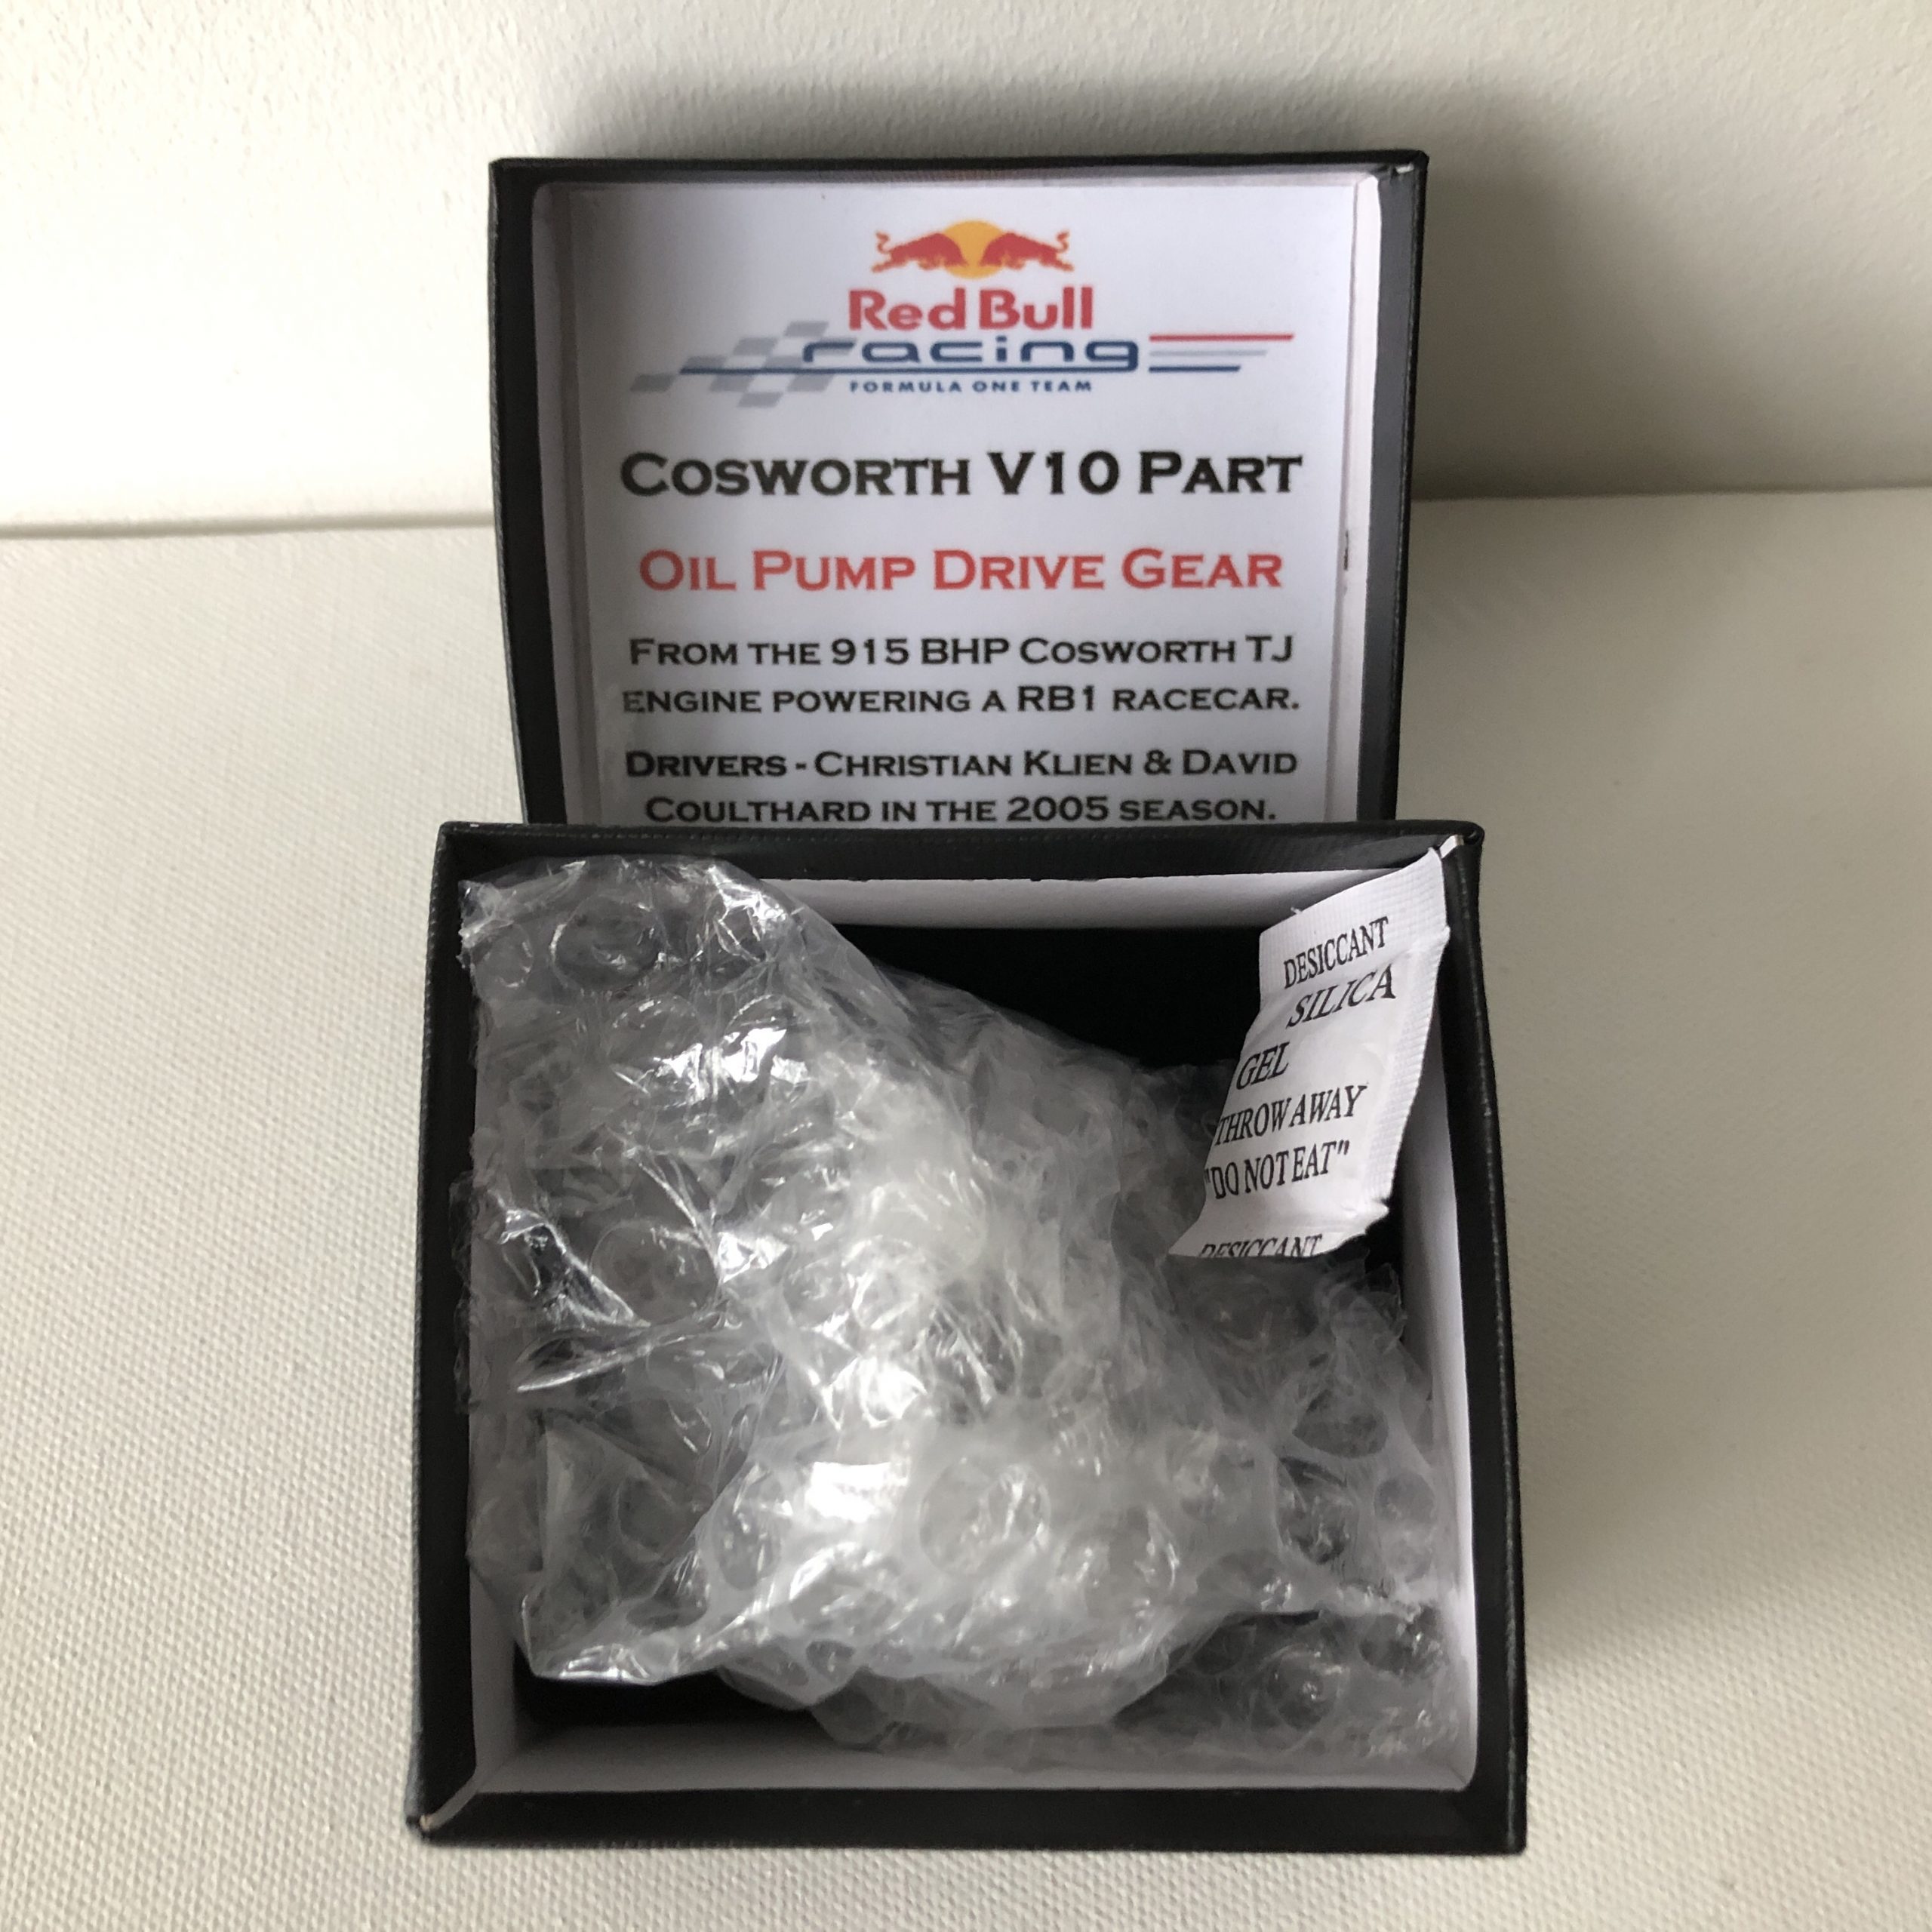 Red Bull
racing
FORMULA ONE TEAM
COSWORTH V10 PART
OIL PUMP DRIVE GEAR
FROM THE 915 BHP COSWORTH TJ
ENGINE POWERING A RB1 RACECAR.
DRIVERS - CHRISTIAN KLIEN & DAVID
COULTHARD IN THE 2005 SEASON.
DESICCANT
SILICA
GEL
THROW AWAY
"DO NOT EAT"
DESICCANT